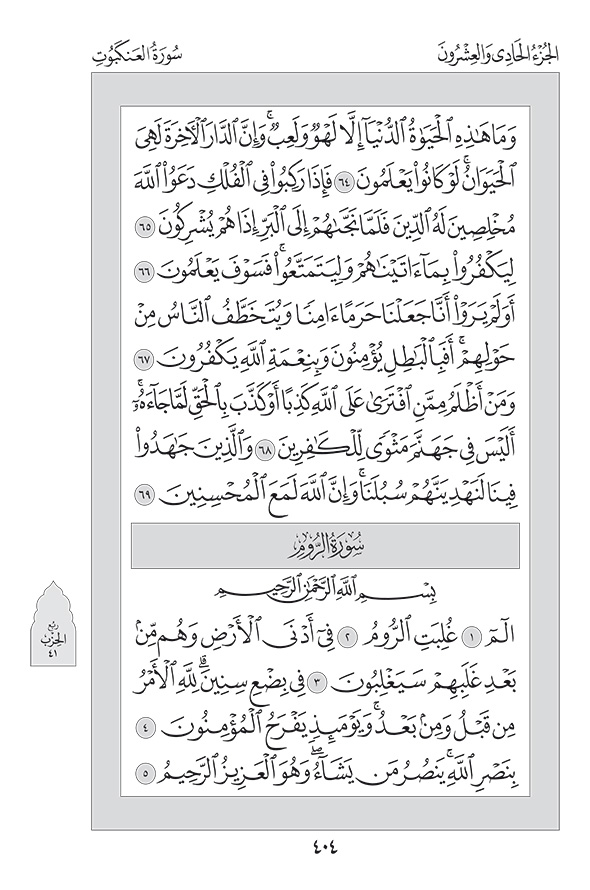 الجُزْءُ الحَادِي وَالعِشْرُونَ
سُورَةُ العَنكَبُوتِ
وَمَا هَٰذِهِ ٱلْحَيَوٰةُ ٱلدُّنْيَآ إِلَّا لَهْوٌ وَلَعِبٌ ۚ وَإِنَّ ٱلدَّارَ ٱلْأَخِرَةَ لَهِىَ
ٱلْحَيَوَانُ ۚ لَوْ كَانُوا۟ يَعْلَمُونَ ٦٤ فَإِذَا رَكِبُوا۟ فِى ٱلْفُلْكِ دَعَوُا۟ ٱللَّهَ
مُخْلِصِينَ لَهُ ٱلدِّينَ فَلَمَّا نَجَّىٰهُمْ إِلَى ٱلْبَرِّ إِذَا هُمْ يُشْرِكُونَ ٦٥
لِيَكْفُرُوا۟ بِمَآ ءَاتَيْنَٰهُمْ وَلِيَتَمَتَّعُوا۟ ۖ فَسَوْفَ يَعْلَمُونَ ٦٦
أَوَلَمْ يَرَوْا۟ أَنَّا جَعَلْنَا حَرَمًا ءَامِنًا وَيُتَخَطَّفُ ٱلنَّاسُ مِنْ
حَوْلِهِمْ ۚ أَفَبِٱلْبَٰطِلِ يُؤْمِنُونَ وَبِنِعْمَةِ ٱللَّهِ يَكْفُرُونَ ٦٧
وَمَنْ أَظْلَمُ مِمَّنِ ٱفْتَرَىٰ عَلَى ٱللَّهِ كَذِبًا أَوْ كَذَّبَ بِٱلْحَقِّ لَمَّا جَآءَهُۥٓ ۚ
أَلَيْسَ فِى جَهَنَّمَ مَثْوًى لِّلْكَٰفِرِينَ ٦٨ وَٱلَّذِينَ جَٰهَدُوا۟
فِينَا لَنَهْدِيَنَّهُمْ سُبُلَنَا ۚ وَإِنَّ ٱللَّهَ لَمَعَ ٱلْمُحْسِنِينَ ٦٩
سُورَةُ الرُّومِ
بِسْمِ ٱللَّهِ ٱلرَّحْمَٰنِ ٱلرَّحِيمِ
الٓمٓ ١ غُلِبَتِ ٱلرُّومُ ٢ فِىٓ أَدْنَى ٱلْأَرْضِ وَهُم مِّنۢ
بَعْدِ غَلَبِهِمْ سَيَغْلِبُونَ ٣ فِى بِضْعِ سِنِينَ ۗ لِلَّهِ ٱلْأَمْرُ
مِن قَبْلُ وَمِنۢ بَعْدُ ۚ وَيَوْمَئِذٍ يَفْرَحُ ٱلْمُؤْمِنُونَ ٤
بِنَصْرِ ٱللَّهِ ۚ يَنصُرُ مَن يَشَآءُ ۖ وَهُوَ ٱلْعَزِيزُ ٱلرَّحِيمُ ٥
ربع
الحزب
٤١
٤٠٤